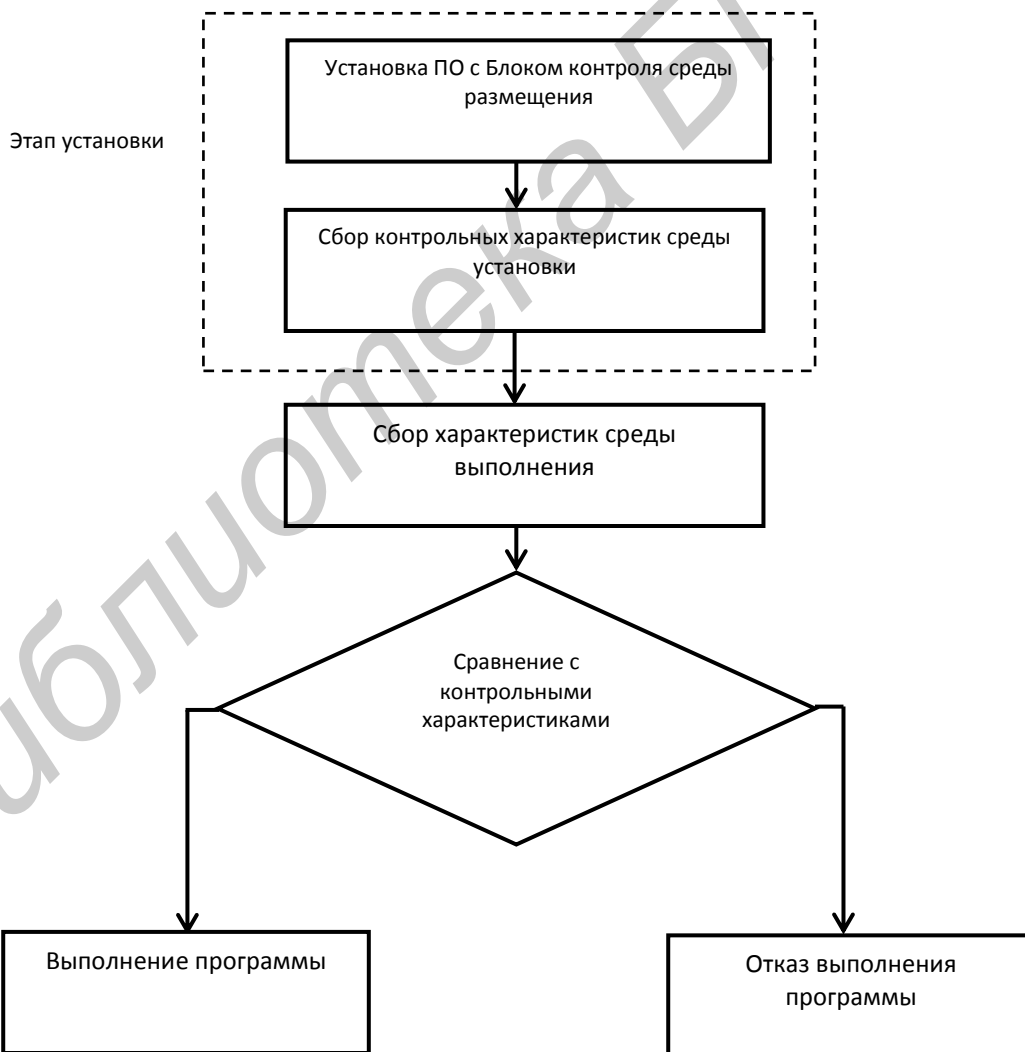 Установка ПО с Блоком контроля среды
размещения
Этап установки
Сбор контрольных характеристик среды
установки
Сбор характеристик среды
выполнения
Сравнение с
контрольными
характеристиками
Выполнение программы
Отказ выполнения
программы